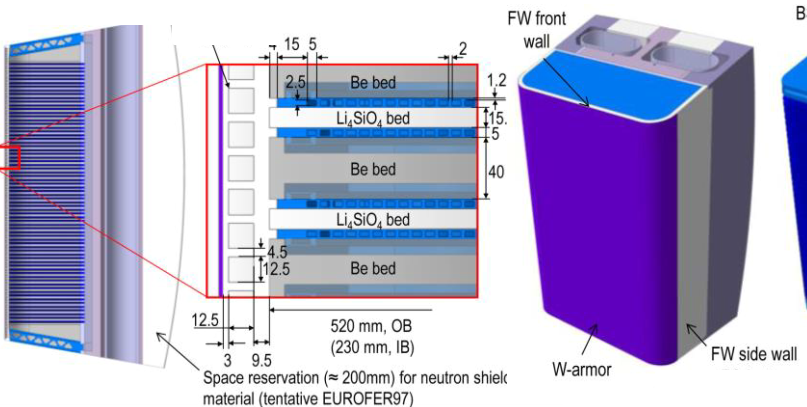 FW front
wall
B
4
15
5
2
2.5
Be bed
1.2
Li₄SiO₄ bed
15.
5
Be bed
40
Li₄SiO₄ bed
4.5
12.5
Be bed
12.5
3
9.5
520 mm, OB
(230 mm, IB)
W-armor
FW side wall
Space reservation (≈ 200mm) for neutron shield
material (tentative EUROFER97)